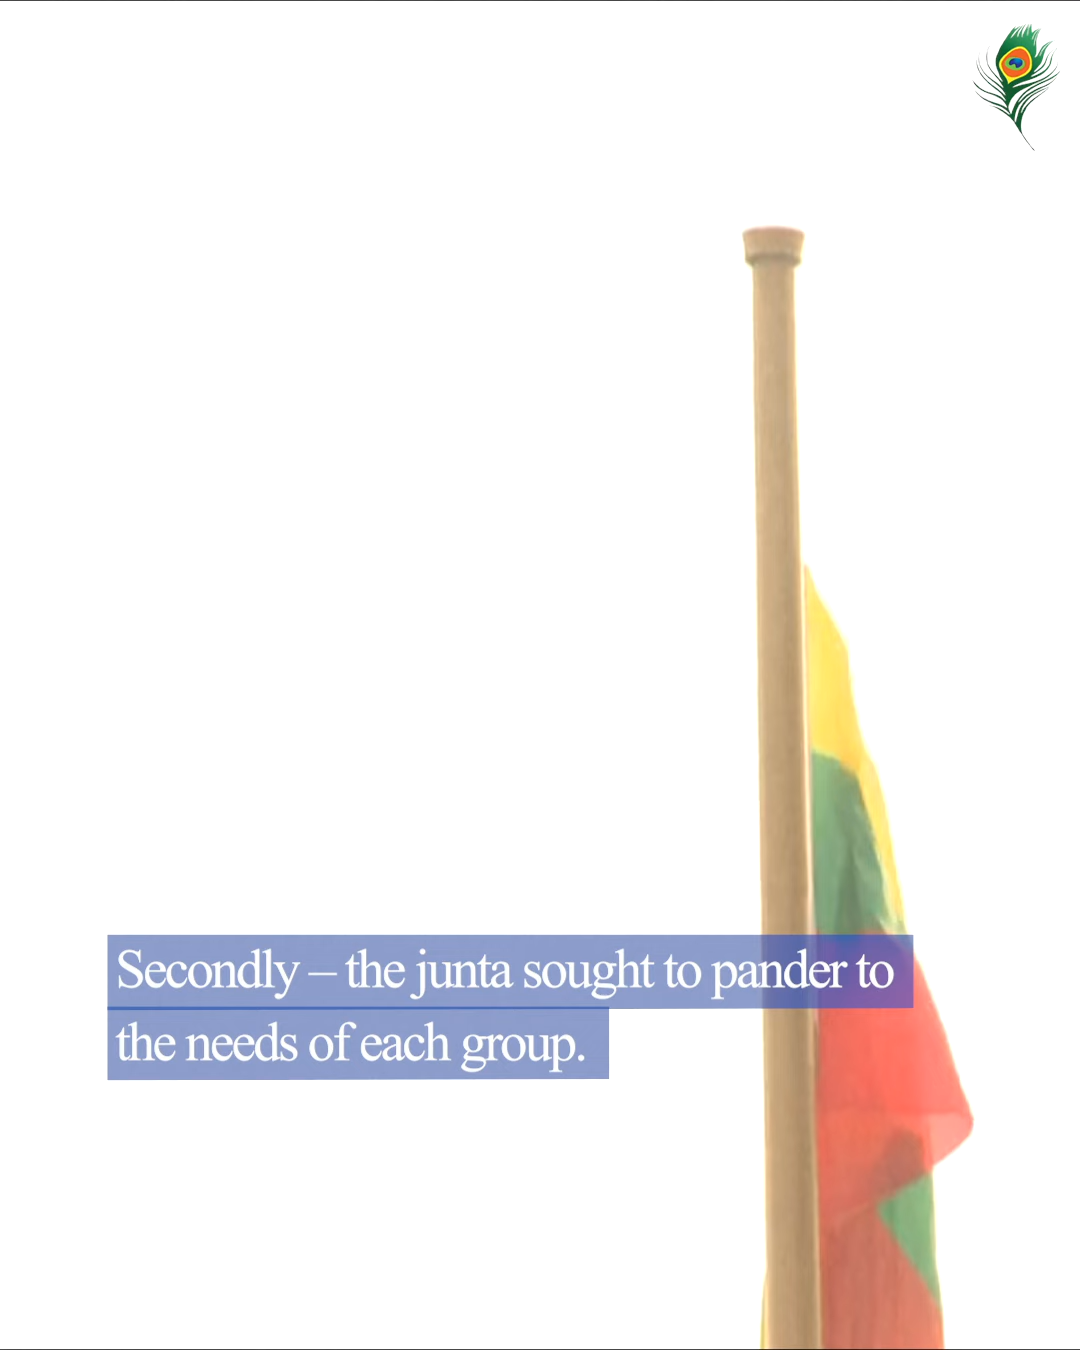 Secondly – the junta sought to pander to
the needs of each group.